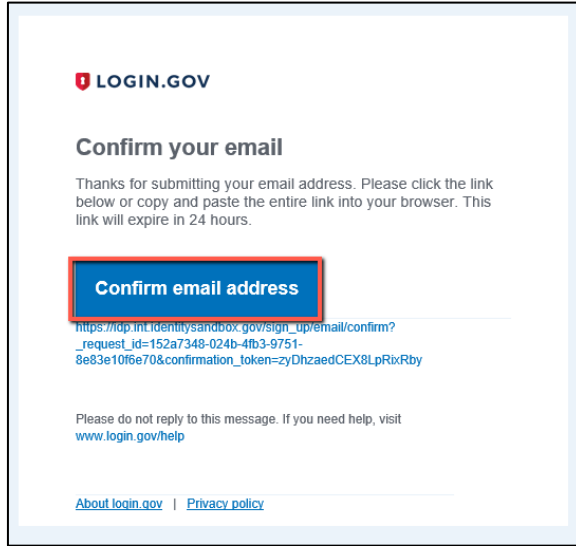 LOGIN.GOV
Confirm your email
Thanks for submitting your email address. Please click the link
below or copy and paste the entire link into your browser. This
link will expire in 24 hours.
Confirm email address
https://idp.int.identitysandbox.gov/sign_up/email/confirm?
_request_id=152a7348-024b-4fb3-9751-
8e83e10f6e70&confirmation_token=zyDhzaedCEX8LpRixRby
Please do not reply to this message. If you need help, visit
www.login.gov/help
About login.gov | Privacy policy